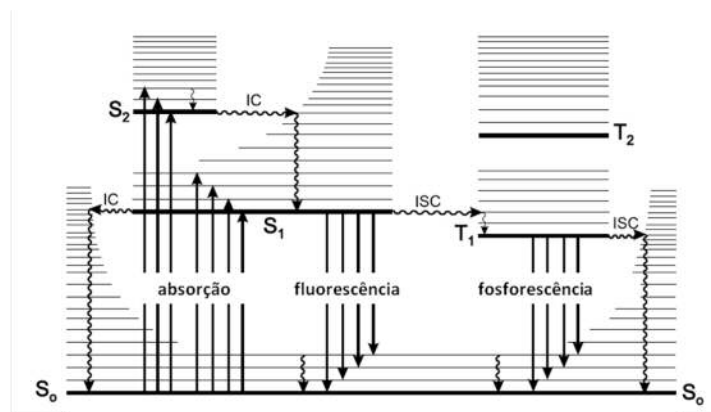 IC
S2
T2
IC
ISC
S1
T1
ISC
absorção
fluorescência
fosforescência
So
So